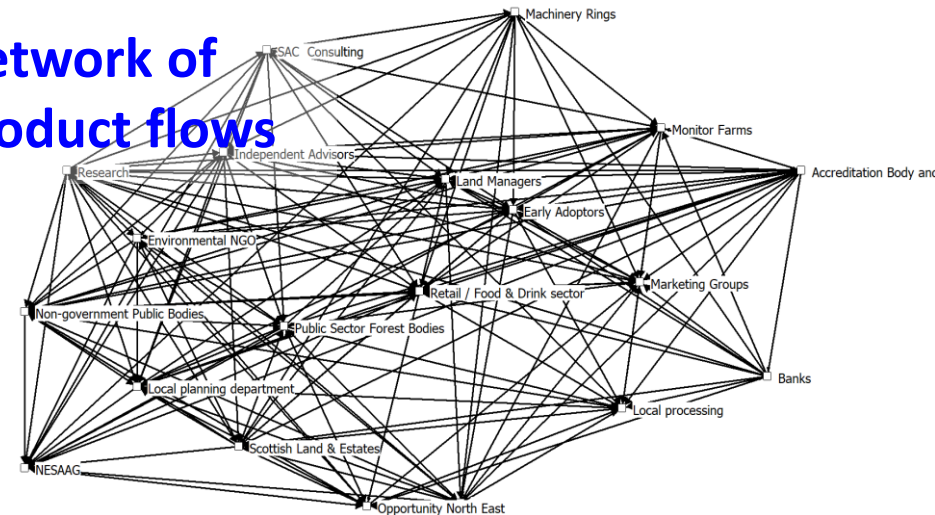 Machinery Rings
etwork of
SAC Consulting
oduct flows
Monitor Farms
Independent Advisors
Research
Accreditation Body and
Land Managers
Early Adoptors
Environmental NGO
Marketing Groups
Retail / Food & Drink sector
Non-government Public Bodies
Public Sector Forest Bodies
Banks
Local planning department
Local processing
Scottish Land & Estates
NESAAG
Opportunity North East